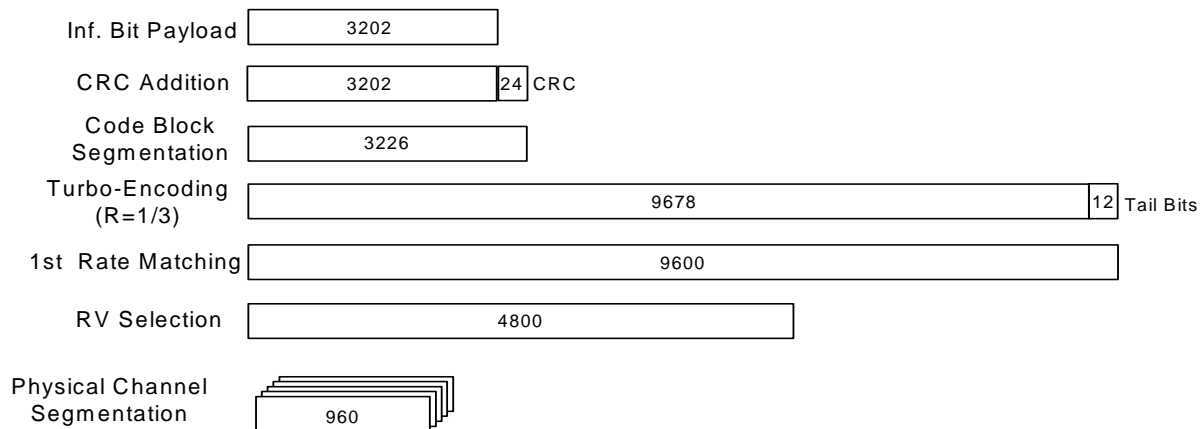 Inf. Bit Payload 3202
CRC Addition 3202 24 CRC
Code Block
Segmentation 3226
Turbo-Encoding
(R=1/3) 9678 12 Tail Bits
1st Rate Matching 9600
RV Selection 4800
Physical Channel
Segmentation 960